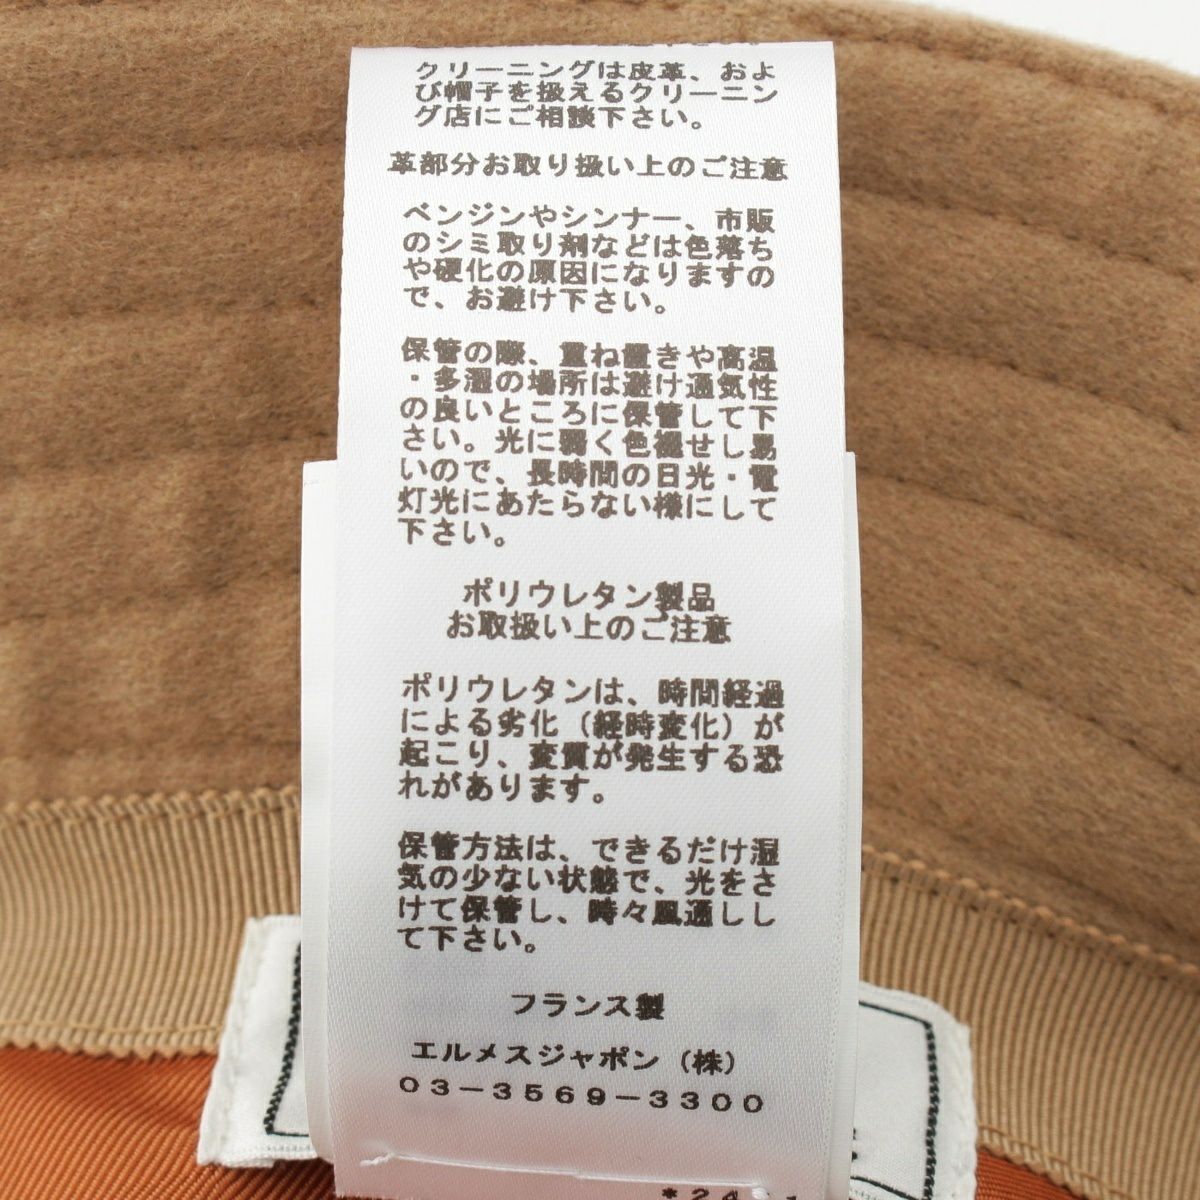 クリーニングは皮革、およ
び帽子を扱えるクリーニン
グ店にご相談下さい。
革部分お取り扱い上のご注意
ベンジンやシンナー、市販
のシミ取り剤などは色落ち
や硬化の原因になりますの
で、お避け下さい。
保管の際、重ね置きや高温
・多湿の場所は避け通気性
の良いところに保管して下
さい。光に弱く色褪せし易
いので、長時間の日光・電
灯光にあたらない様にして
下さい。
ポリウレタン製品
お取扱い上のご注意
ポリウレタンは、時間経過
による劣化（経時変化）が
起こり、変質が発生する恐
れがあります。
保管方法は、できるだけ湿
気の少ない状態で、光をさ
けて保管し、時々風通しし
て下さい。
フランス製
エルメスジャポン（株）
03－3569－3300